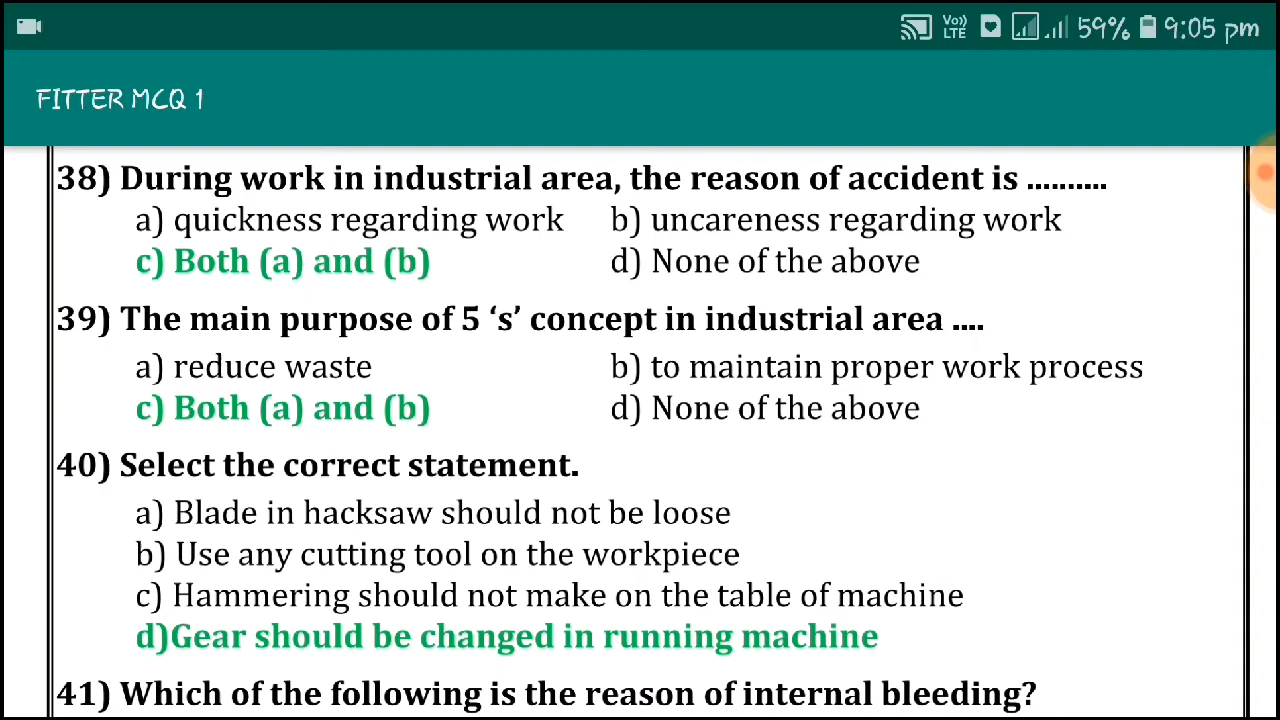 Vo)) LTE 59% 9:05 pm
FITTER MCQ 1
38) During work in industrial area, the reason of accident is ..........
a) quickness regarding work b) uncareness regarding work
c) Both (a) and (b) d) None of the above
39) The main purpose of 5 ‘s’ concept in industrial area ....
a) reduce waste b) to maintain proper work process
c) Both (a) and (b) d) None of the above
40) Select the correct statement.
a) Blade in hacksaw should not be loose
b) Use any cutting tool on the workpiece
c) Hammering should not make on the table of machine
d)Gear should be changed in running machine
41) Which of the following is the reason of internal bleeding?